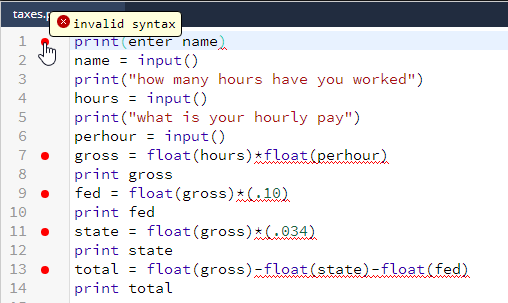 taxes.p
invalid syntax
1 print(enter name)
2 name = input()
3 print("how many hours have you worked")
4 hours = input()
5 print("what is your hourly pay")
6 perhour = input()
7 gross = float(hours)*float(perhour)
8 print gross
9 fed = float(gross)*(.10)
10 print fed
11 state = float(gross)*(.034)
12 print state
13 total = float(gross)-float(state)-float(fed)
14 print total